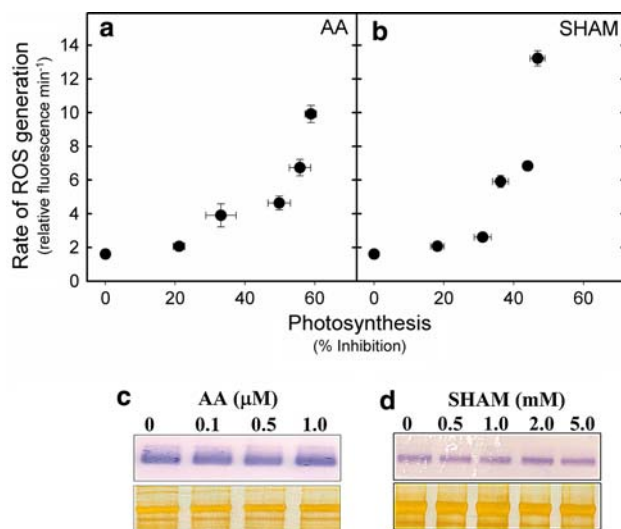 a AA b SHAM
14
12
10
8
6
4
2
0
Rate of ROS generation
(relative fluorescence min⁻¹)
0 20 40 60 0 20 40 60
Photosynthesis
(% Inhibition)
c AA (µM) d SHAM (mM)
0 0.1 0.5 1.0 0 0.5 1.0 2.0 5.0